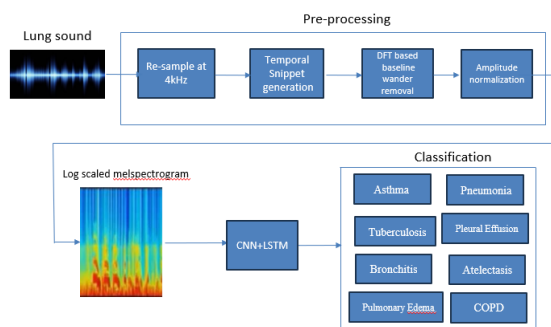 Lung sound
Pre-processing
Re-sample at
4kHz
Temporal
Snippet
generation
DFT based
baseline
wander
removal
Amplitude
normalization
Log scaled melspectrogram
CNN+LSTM
Classification
Asthma
Pneumonia
Tuberculosis
Pleural Effusion
Bronchitis
Atelectasis
Pulmonary Edema
COPD